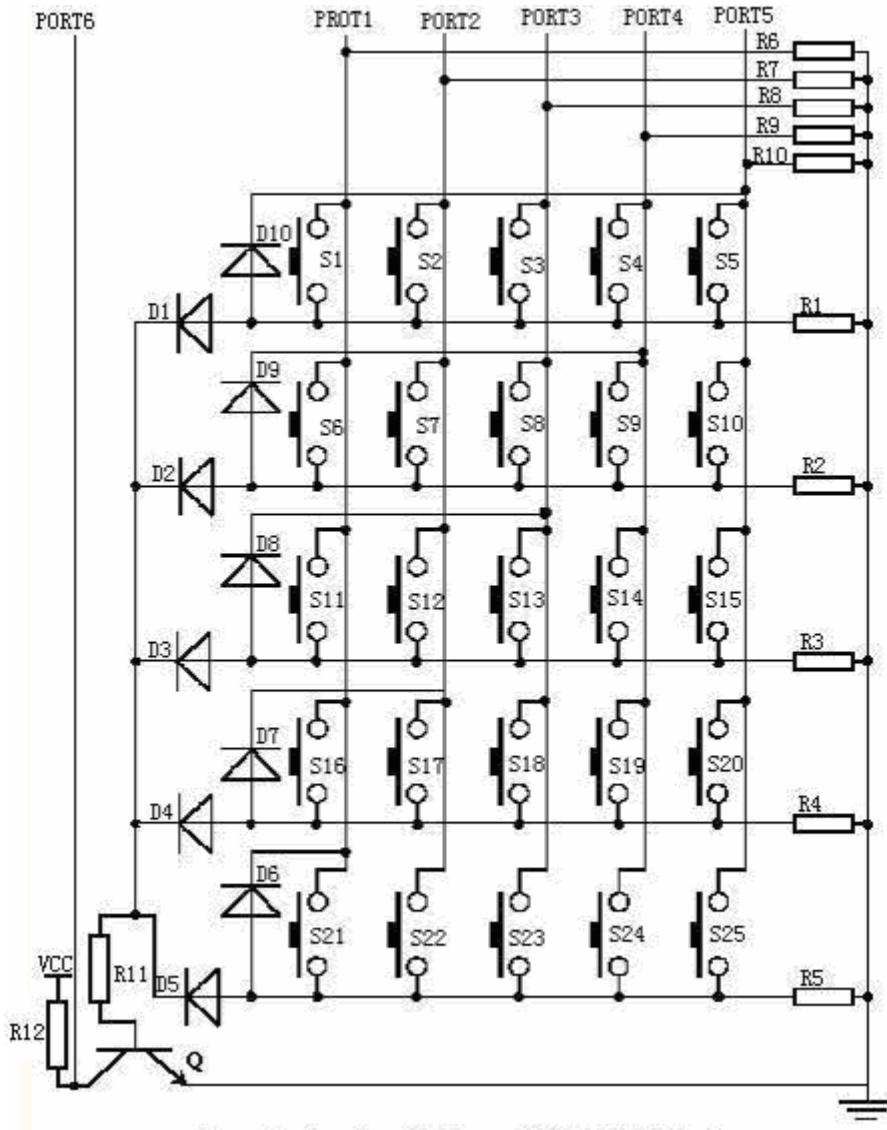 PORT6 PROT1 PORT2 PORT3 PORT4 PORT5
R6
R7
R8
R9
R10
D10 S1 S2 S3 S4 S5
D1 R1
D9
S6 S7 S8 S9 S10
D2 R2
D8
S11 S12 S13 S14 S15
D3 R3
D7
S16 S17 S18 S19 S20
D4 R4
D6
S21 S22 S23 S24 S25
VCC R11 D5 R5
R12
Q